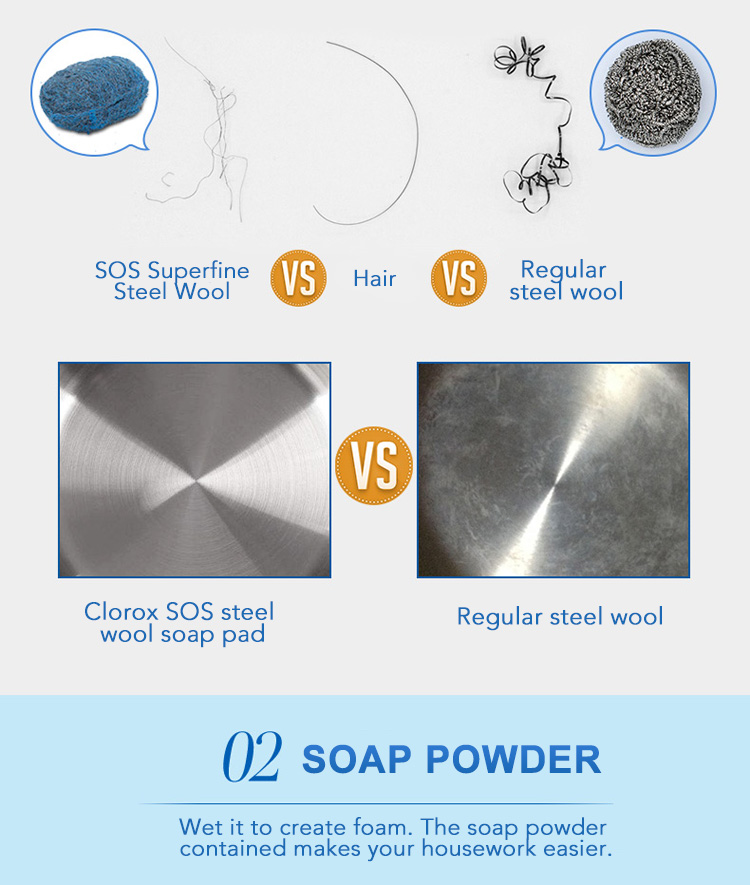 SOS Superfine
Steel Wool
VS
Hair
VS
Regular
steel wool
VS
Clorox SOS steel
wool soap pad
Regular steel wool
02 SOAP POWDER
Wet it to create foam. The soap powder
contained makes your housework easier.